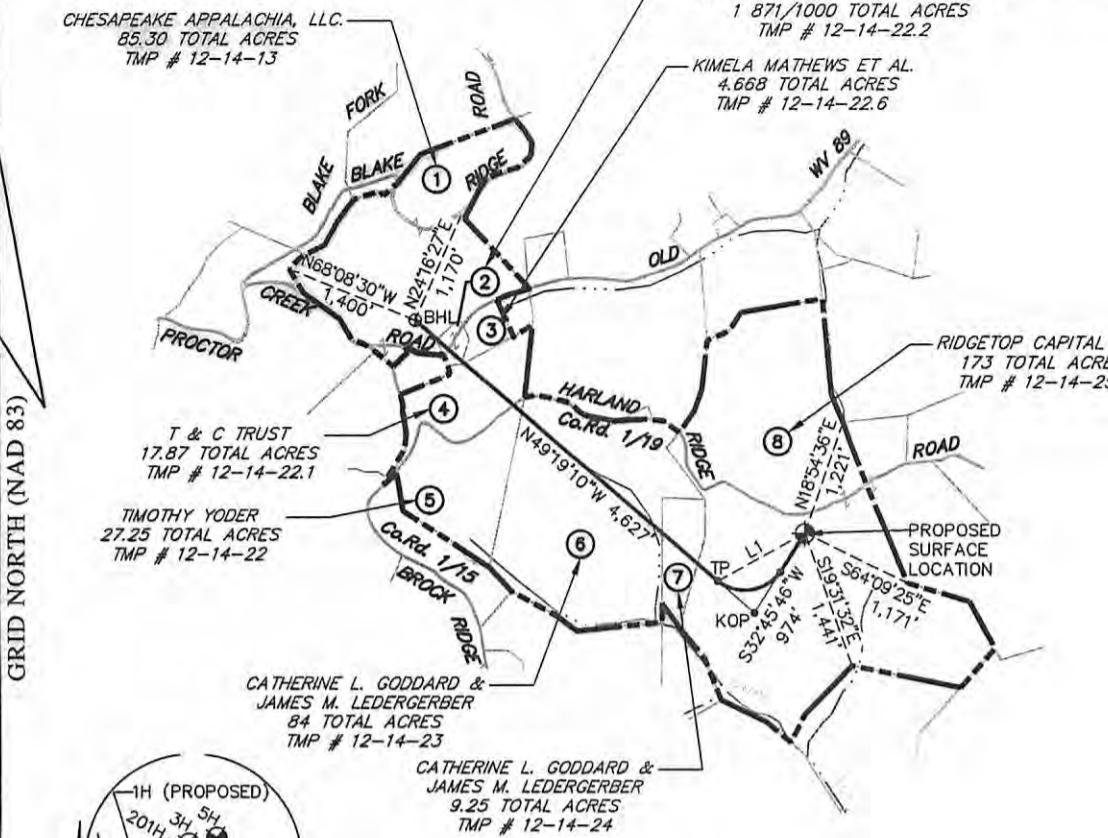 CHESAPEAKE APPALACHIA, LLC.
85.30 TOTAL ACRES
TMP # 12-14-13
1 871/1000 TOTAL ACRES
TMP # 12-14-22.2
KIMELA MATHEWS ET AL.
4.668 TOTAL ACRES
TMP # 12-14-22.6
FORK
BLAKE
BLAKE
ROAD
RIDGE
1
WV 89
OLD
N68°08'30"W
1,400'
N24°16'27"E
1,170'
2
BHL
3
CREEK
PROCTOR
ROAD
RIDGETOP CAPITAL
173 TOTAL ACRE
TMP # 12-14-2
HARLAND
Co.Rd. 1/19
RIDGE
8
ROAD
4
T & C TRUST
17.87 TOTAL ACRES
TMP # 12-14-22.1
N49°19'10"W 4,627'
N18°54'36"E
1,221'
5
TIMOTHY YODER
27.25 TOTAL ACRES
TMP # 12-14-22
Co.Rd. 1/15
BROCK
RIDGE
6
7
PROPOSED
SURFACE
LOCATION
L1
TP
KOP
S32°45'46"W
974'
S19°31'32"E
1,441'
S64°09'25"E
1,171'
GRID NORTH (NAD 83)
CATHERINE L. GODDARD &
JAMES M. LEDERGERBER
84 TOTAL ACRES
TMP # 12-14-23
CATHERINE L. GODDARD &
JAMES M. LEDERGERBER
9.25 TOTAL ACRES
TMP # 12-14-24
1H (PROPOSED)
201H
3H
5H